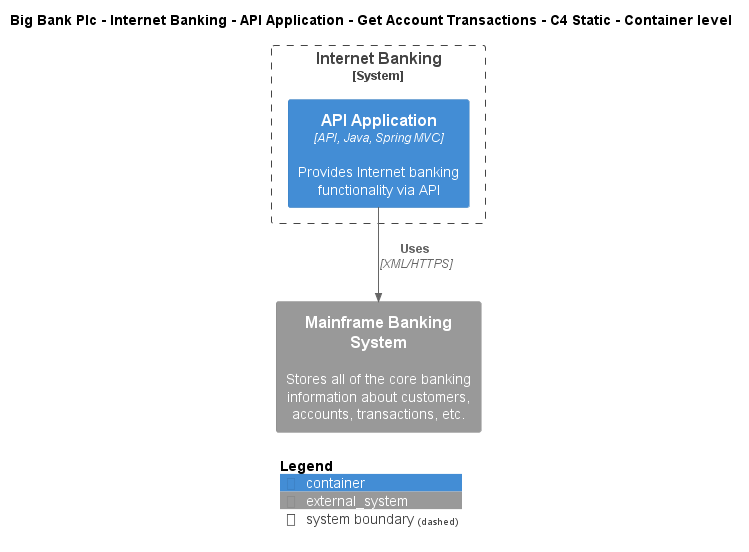 Big Bank Plc - Internet Banking - API Application - Get Account Transactions - C4 Static - Container level
Internet Banking
[System]
API Application
[API, Java, Spring MVC]
Provides Internet banking
functionality via API
Uses
[XML/HTTPS]
Mainframe Banking
System
Stores all of the core banking
information about customers,
accounts, transactions, etc.
Legend
container
external_system
system boundary (dashed)